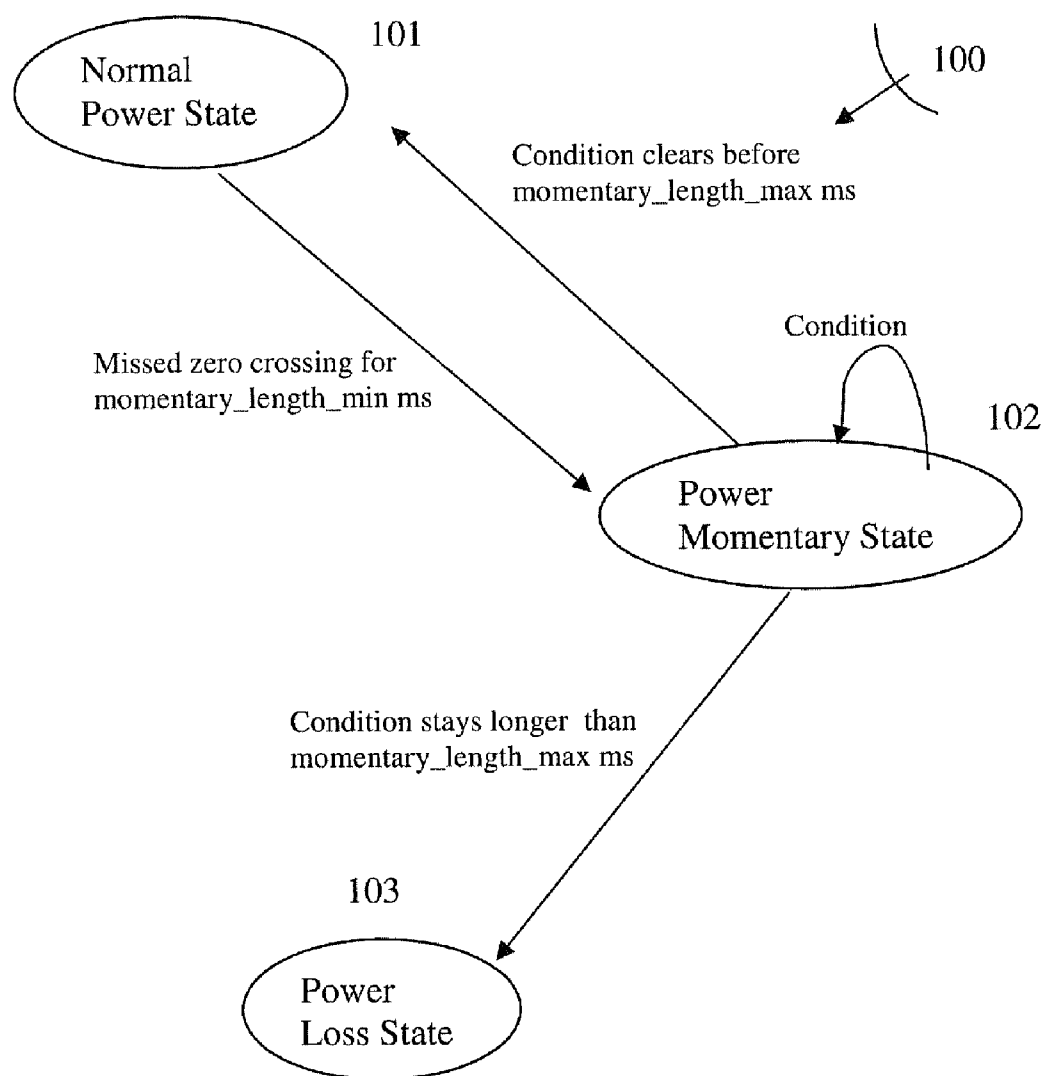 101
Normal
Power State
100
Condition clears before
momentary_length_max ms
Condition
Missed zero crossing for
momentary_length_min ms
102
Power
Momentary State
Condition stays longer than
momentary_length_max ms
103
Power
Loss State